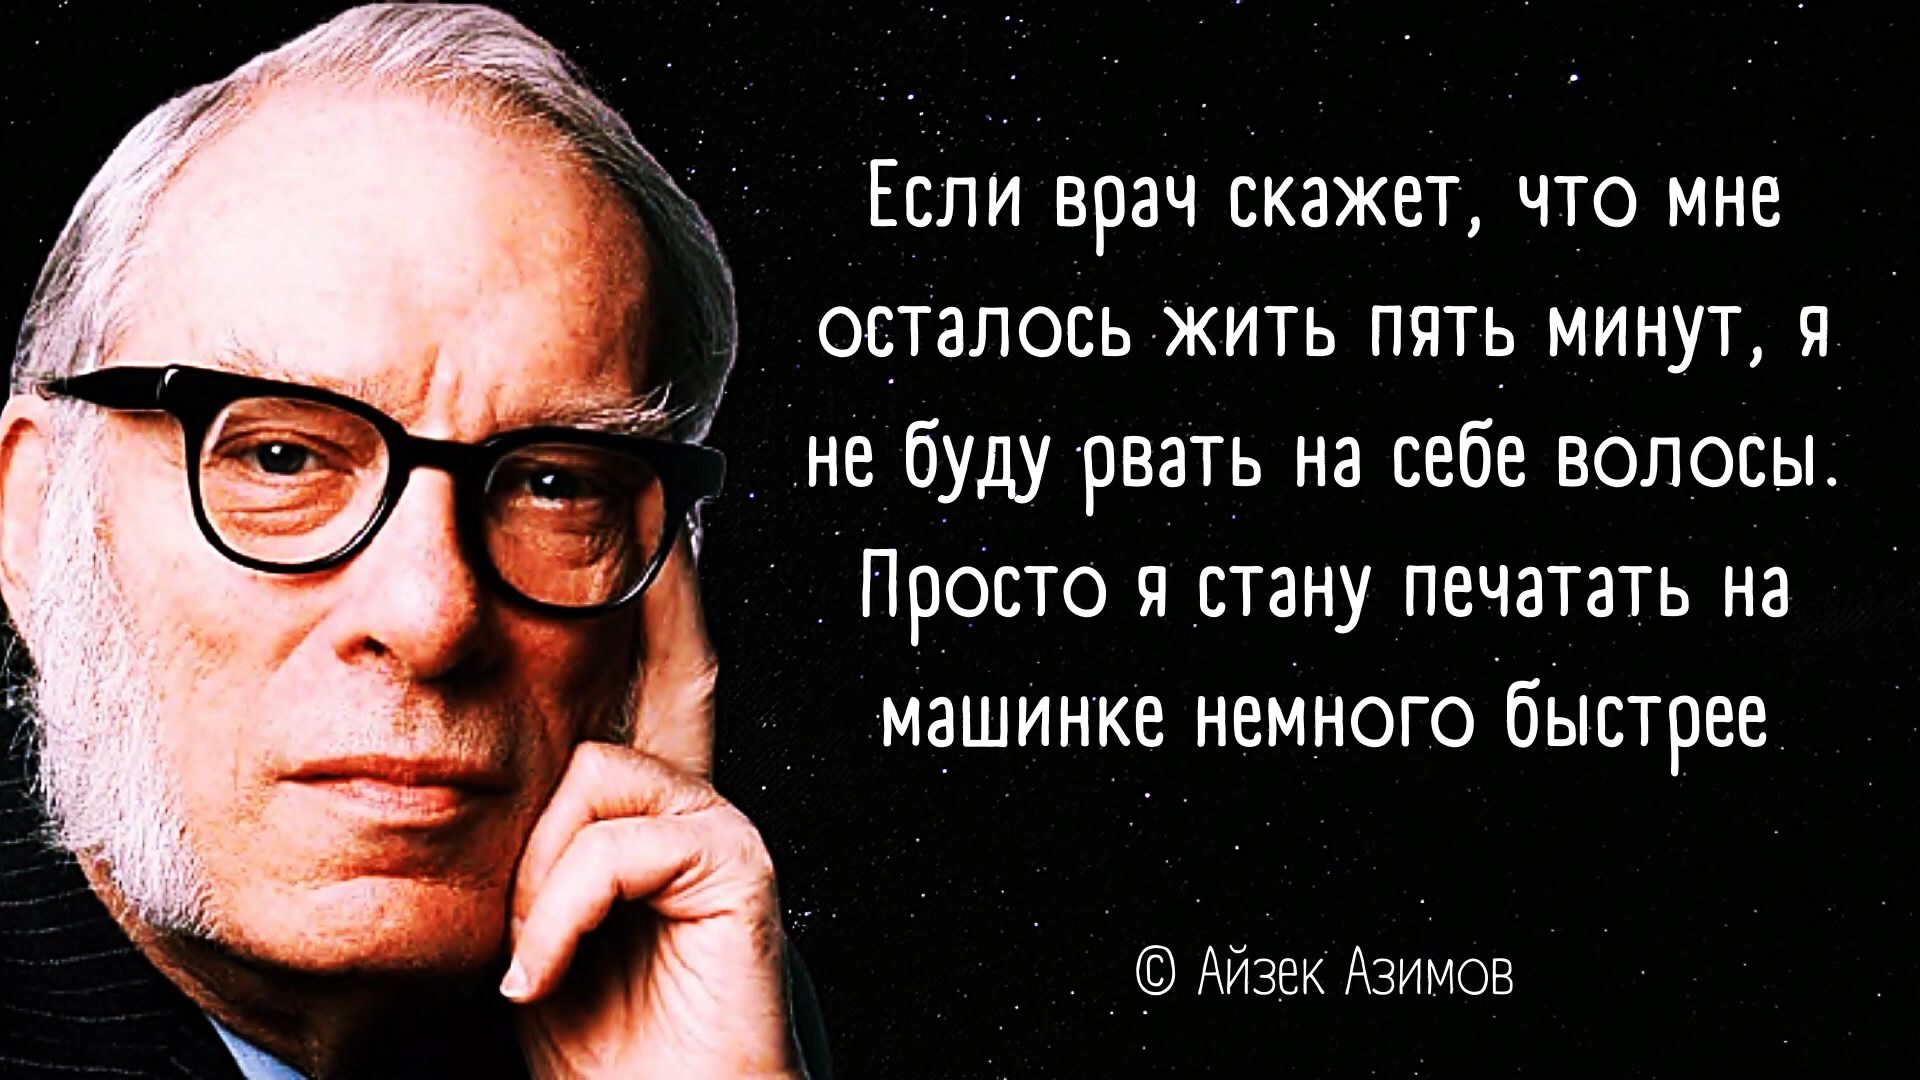 Если врач скажет, что мне
осталось жить пять минут, я
не буду рвать на себе волосы.
Просто я стану печатать на
машинке немного быстрее
© Айзек Азимов